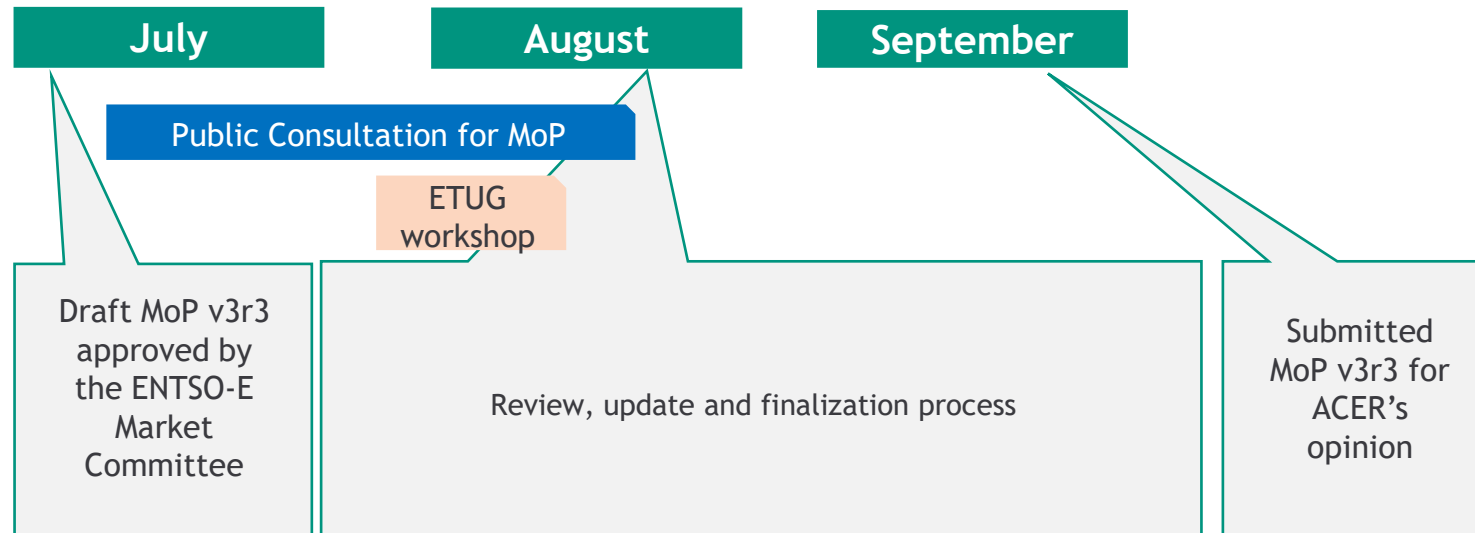 July
August
September
Public Consultation for MoP
ETUG
workshop
Draft MoP v3r3
approved by
the ENTSO-E
Market
Committee
Review, update and finalization process
Submitted
MoP v3r3 for
ACER’s
opinion